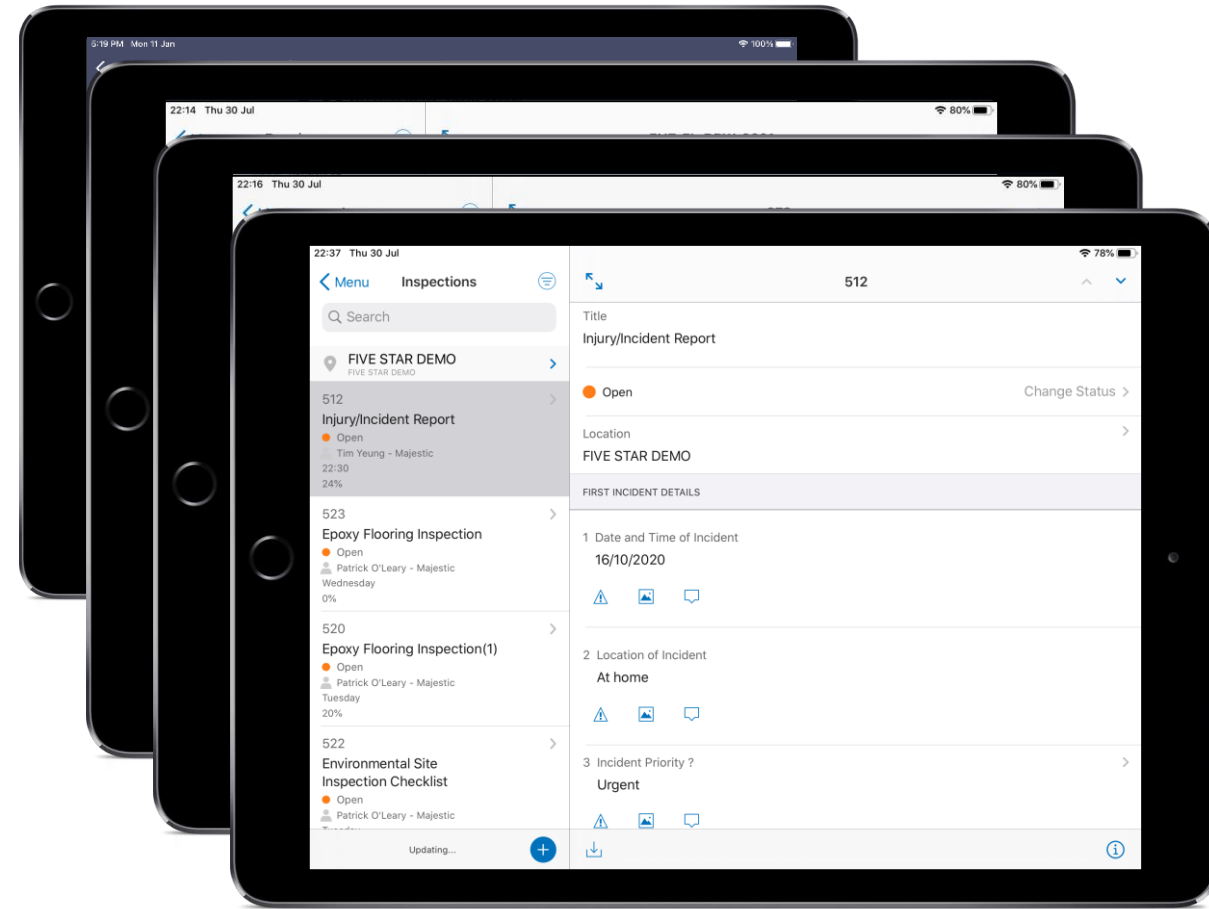 5:19 PM Mon 11 Jan
100%
22:14 Thu 30 Jul
80%
22:16 Thu 30 Jul
80%
22:37 Thu 30 Jul
78%
Menu
Inspections
Search
FIVE STAR DEMO
FIVE STAR DEMO
512
Injury/Incident Report
Open
Tim Yeung - Majestic
22:30
24%
523
Epoxy Flooring Inspection
Open
Patrick O'Leary - Majestic
Wednesday
0%
520
Epoxy Flooring Inspection(1)
Open
Patrick O'Leary - Majestic
Tuesday
20%
522
Environmental Site
Inspection Checklist
Open
Patrick O'Leary - Majestic
Updating...
512
Title
Injury/Incident Report
Open
Change Status
Location
FIVE STAR DEMO
FIRST INCIDENT DETAILS
1 Date and Time of Incident
16/10/2020
2 Location of Incident
At home
3 Incident Priority ?
Urgent